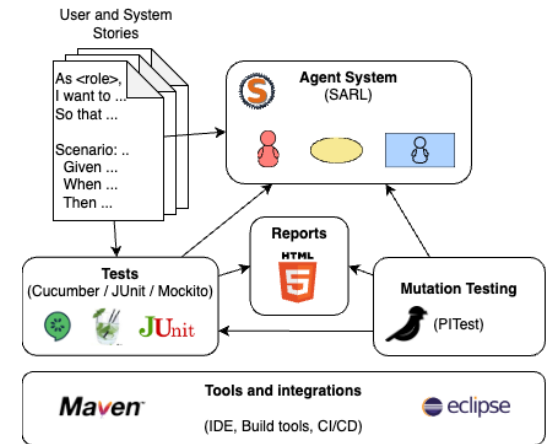 User and System
Stories
As <role>,
I want to ...
So that ...
Scenario: ..
Given ...
When ...
Then ...
Agent System
(SARL)
S
Reports
HTML
5
Tests
(Cucumber / JUnit / Mockito)
JUnit
Mutation Testing
(PITest)
Tools and integrations
Maven™
(IDE, Build tools, CI/CD)
eclipse